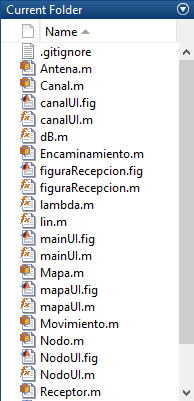 Current Folder
Name
.gitignore
Antena.m
Canal.m
canalUI.fig
canalUI.m
dB.m
Encaminamiento.m
figuraRecepcion.fig
figuraRecepcion.m
lambda.m
lin.m
mainUI.fig
mainUI.m
Mapa.m
mapaUI.fig
mapaUI.m
Movimiento.m
Nodo.m
NodoUI.fig
NodoUI.m
Receptor.m